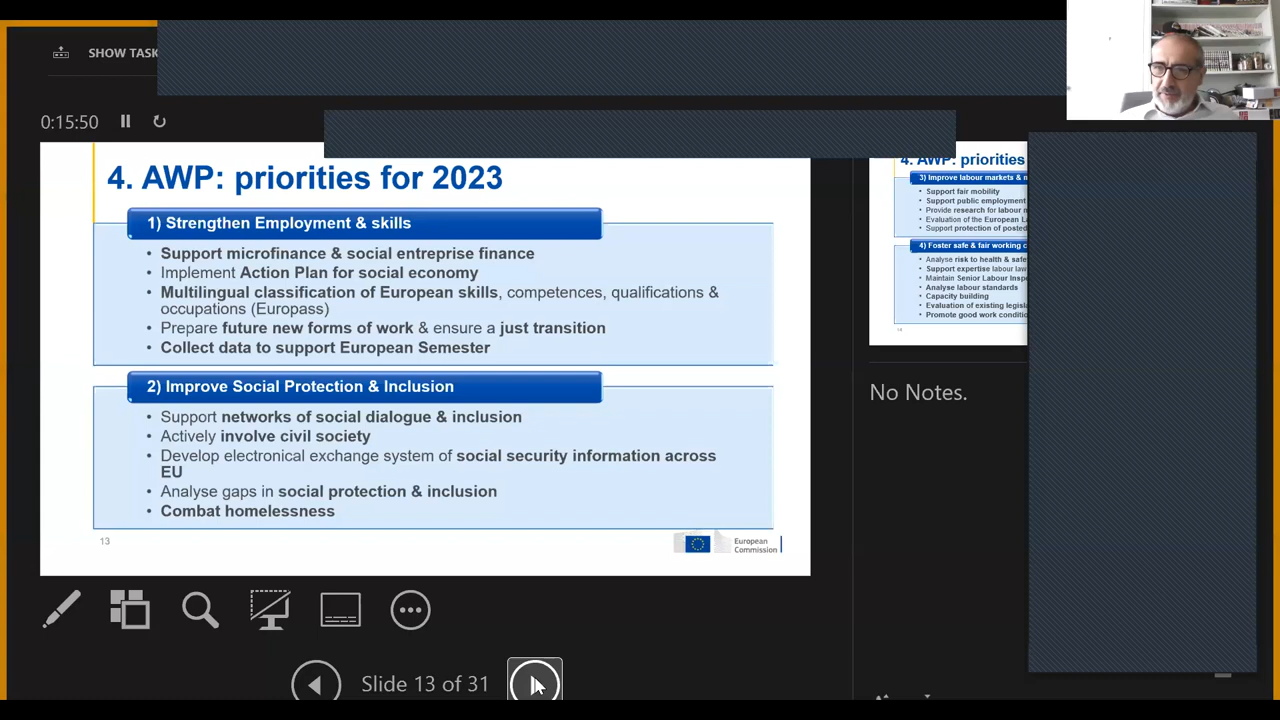 SHOW TASK
0:15:50
4. AWP: priorities for 2023
1) Strengthen Employment & skills
• Support microfinance & social entreprise finance
• Implement Action Plan for social economy
• Multilingual classification of European skills, competences, qualifications &
occupations (Europass)
• Prepare future new forms of work & ensure a just transition
• Collect data to support European Semester
2) Improve Social Protection & Inclusion
• Support networks of social dialogue & inclusion
• Actively involve civil society
• Develop electronical exchange system of social security information across
EU
• Analyse gaps in social protection & inclusion
• Combat homelessness
13
European
Commission
4. AWP: priorities
3) Improve labour markets &
• Support fair mobility
• Support public employment
• Provide research for labour
• Evaluation of the European
• Support protection of posted
4) Foster safe & fair working
• Analyse risk to health & safe
• Support expertise labour law
• Maintain Senior Labour Insp
• Analyse labour standards
• Capacity building
• Evaluation of existing legisl
• Promote good work conditio
14
No Notes.
Slide 13 of 31